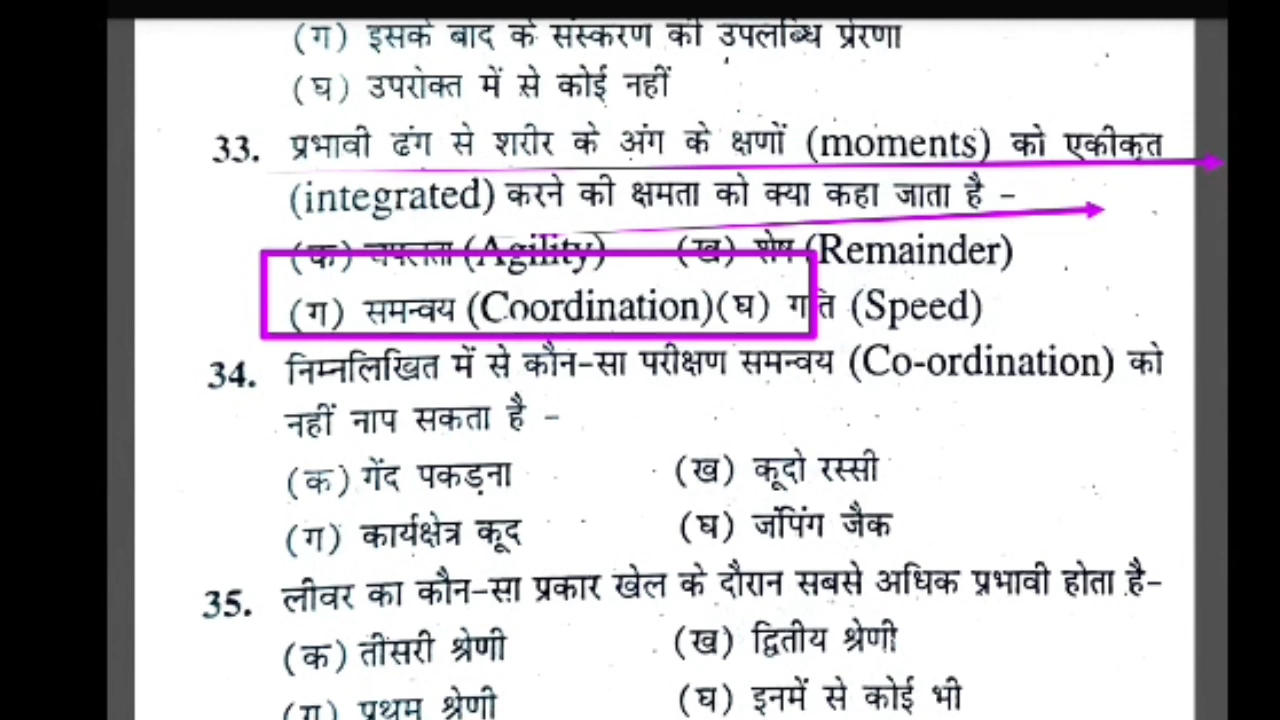 (ग) इसके बाद के संस्करण की उपलब्धि प्रेरणा
(घ) उपरोक्त में से कोई नहीं
33. प्रभावी ढंग से शरीर के अंग के क्षणों (moments) को एकीकृत
(integrated) करने की क्षमता को क्या कहा जाता है -
(क) चपलता (Agility) (ख) शेष (Remainder)
(ग) समन्वय (Coordination) (घ) गति (Speed)
34. निम्नलिखित में से कौन-सा परीक्षण समन्वय (Co-ordination) को
नहीं नाप सकता है -
(क) गेंद पकड़ना (ख) कूदो रस्सी
(ग) कार्यक्षेत्र कूद (घ) जंपिंग जैक
35. लीवर का कौन-सा प्रकार खेल के दौरान सबसे अधिक प्रभावी होता है-
(क) तीसरी श्रेणी (ख) द्वितीय श्रेणी
(ग) प्रथम श्रेणी (घ) इनमें से कोई भी